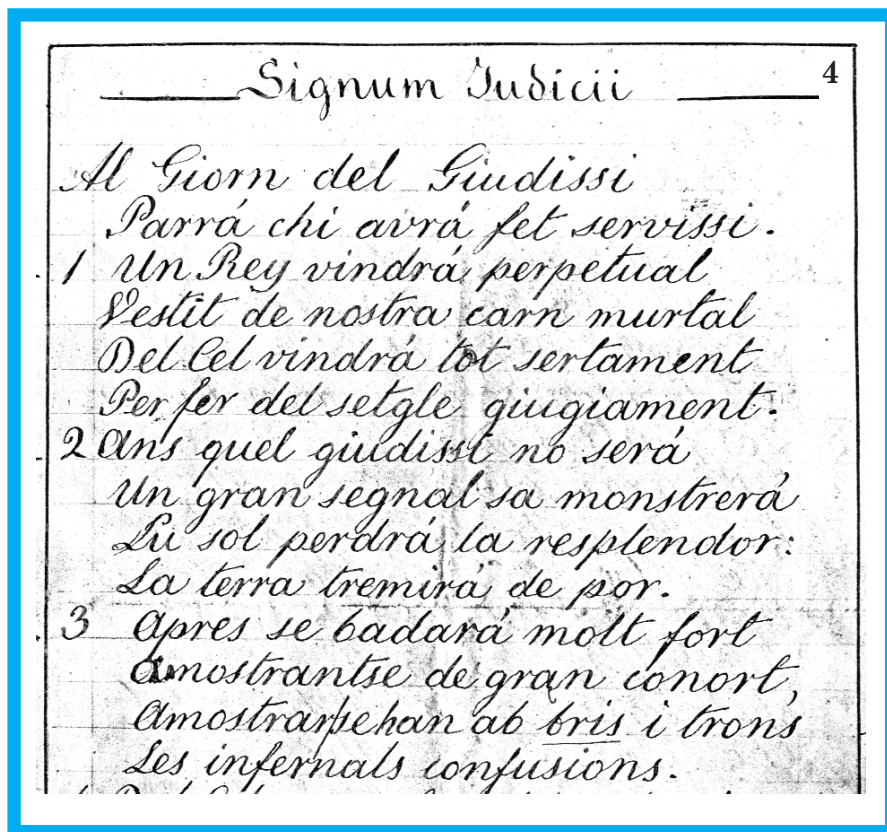 Signum Iudicii 4
Al Giorn del Giudissi
Parrá chi avrá fet servissi.
1 Un Rey vindrá perpetual
Vestit de nostra carn murtal
Del Cel vindrá tot sertament
Per fer del setgle giugiament.
2 Ans quel giudissi no será
Un gran segnal sa monstrerá
Lu sol perdrá la resplendor:
La terra tremirá de por.
3 Apres se badará molt fort
Amostrantse de gran conort,
Amostrarsehan ab bris i trons
Les infernals confusions.